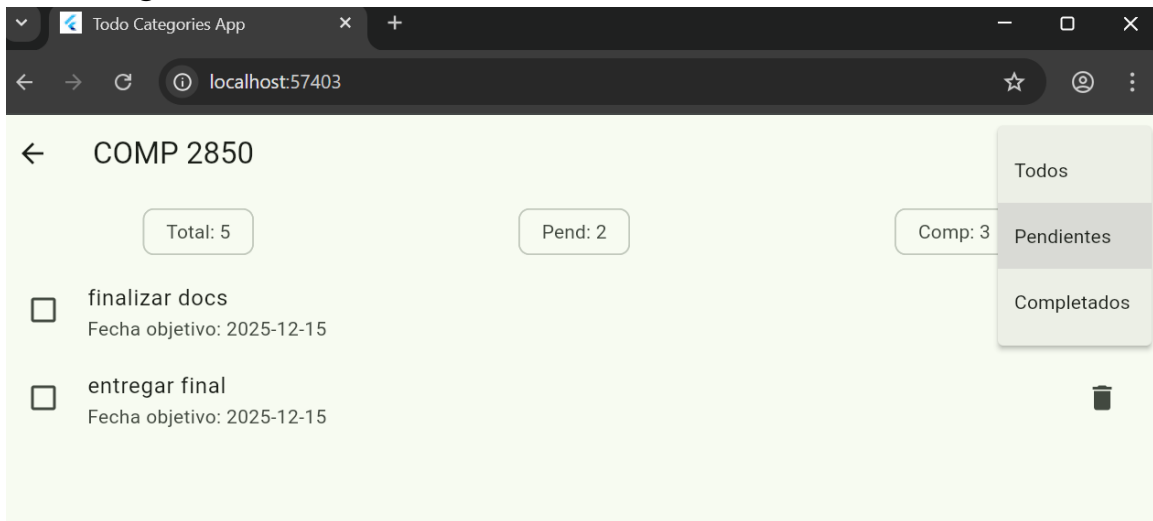 Todo Categories App
localhost:57403
COMP 2850
Todos
Total: 5
Pend: 2
Comp: 3
Pendientes
finalizar docs
Fecha objetivo: 2025-12-15
Completados
entregar final
Fecha objetivo: 2025-12-15